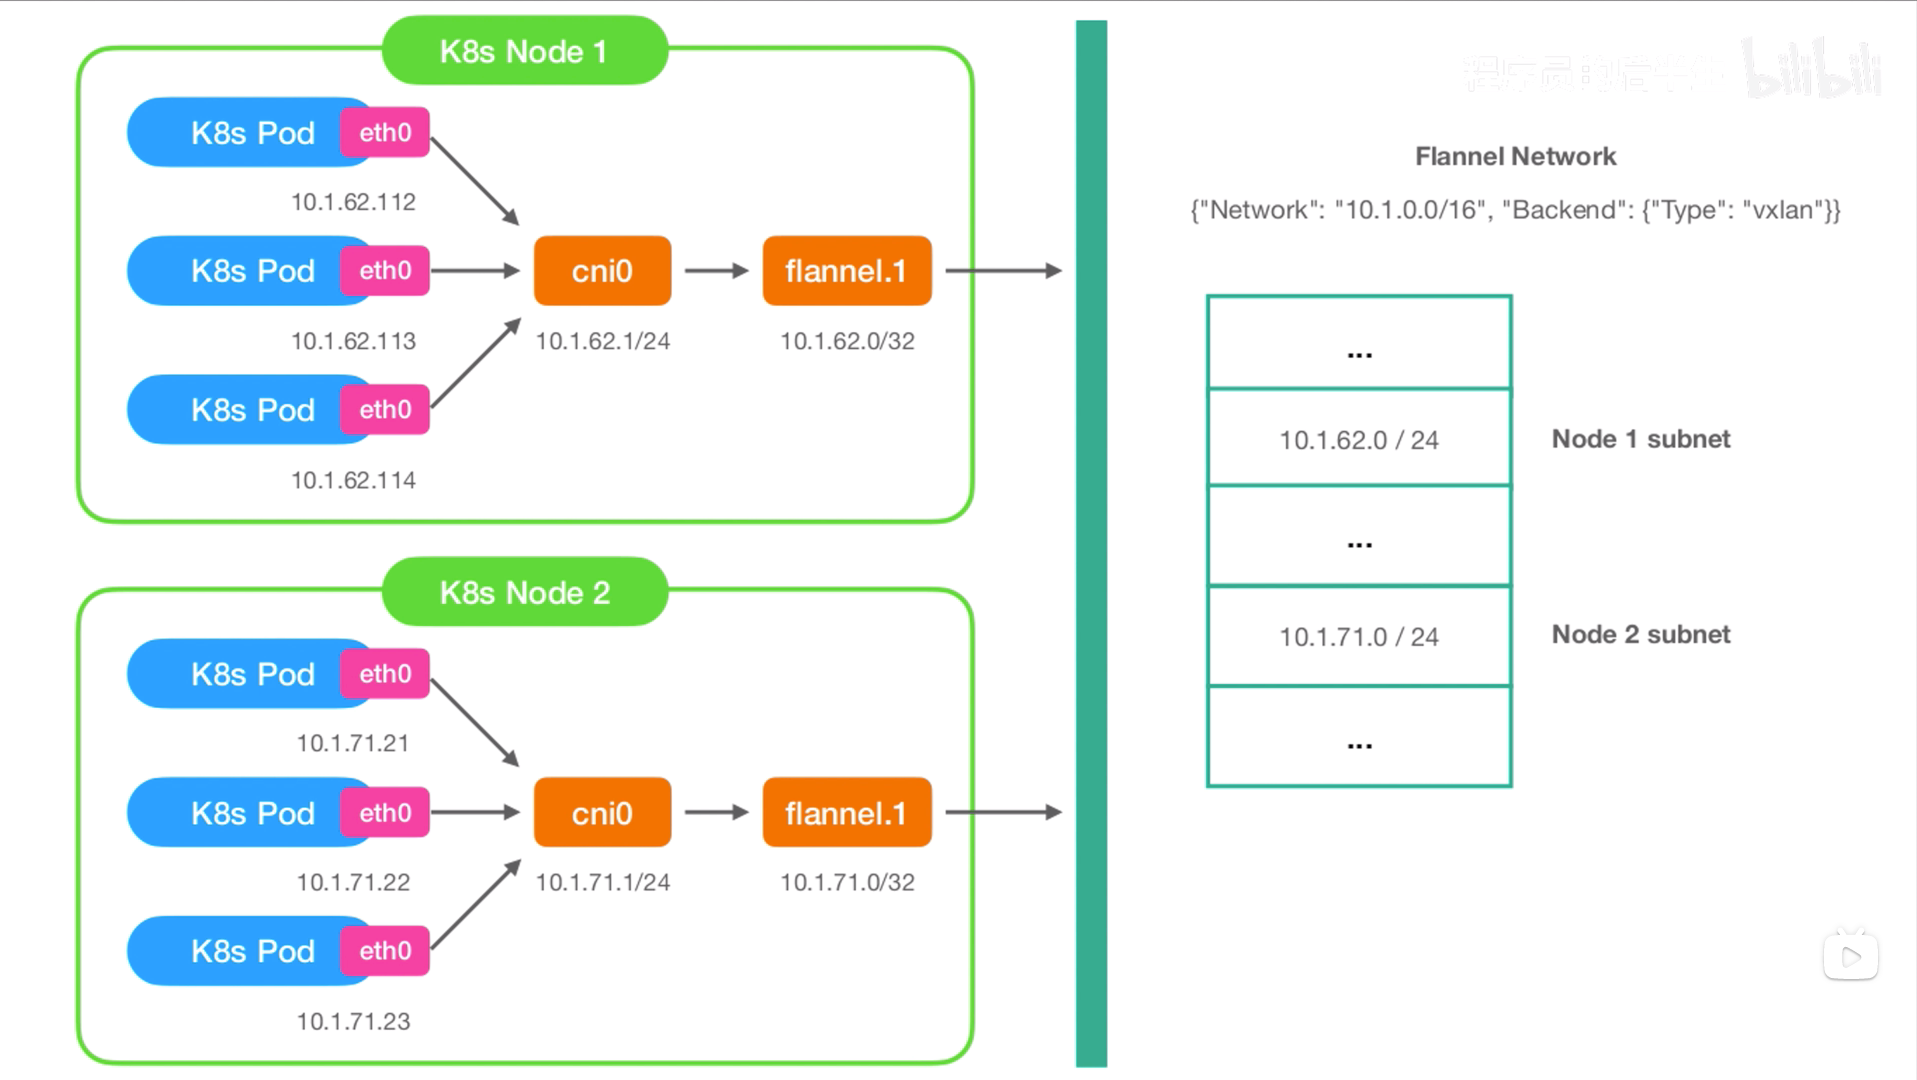 K8s Node 1
K8s Pod eth0
10.1.62.112
K8s Pod eth0
10.1.62.113
K8s Pod eth0
10.1.62.114
cni0
10.1.62.1/24
flannel.1
10.1.62.0/32
K8s Node 2
K8s Pod eth0
10.1.71.21
K8s Pod eth0
10.1.71.22
K8s Pod eth0
10.1.71.23
cni0
10.1.71.1/24
flannel.1
10.1.71.0/32
bilibili
Flannel Network
{"Network": "10.1.0.0/16", "Backend": {"Type": "vxlan"}}
...
10.1.62.0 / 24 Node 1 subnet
...
10.1.71.0 / 24 Node 2 subnet
...